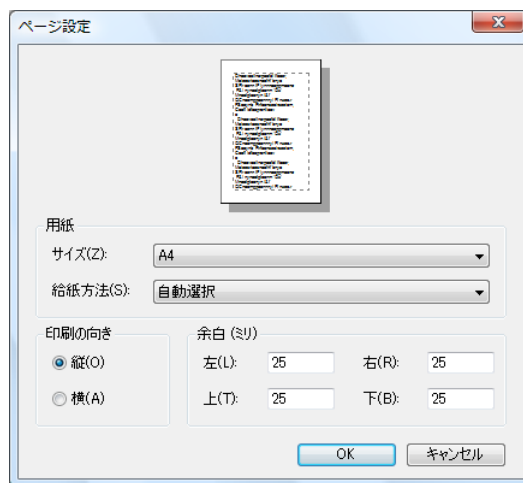 ページ設定
用紙
サイズ(Z): A4
給紙方法(S): 自動選択
印刷の向き
縦(O)
横(A)
余白 (ミリ)
左(L): 25 右(R): 25
上(T): 25 下(B): 25
OK キャンセル